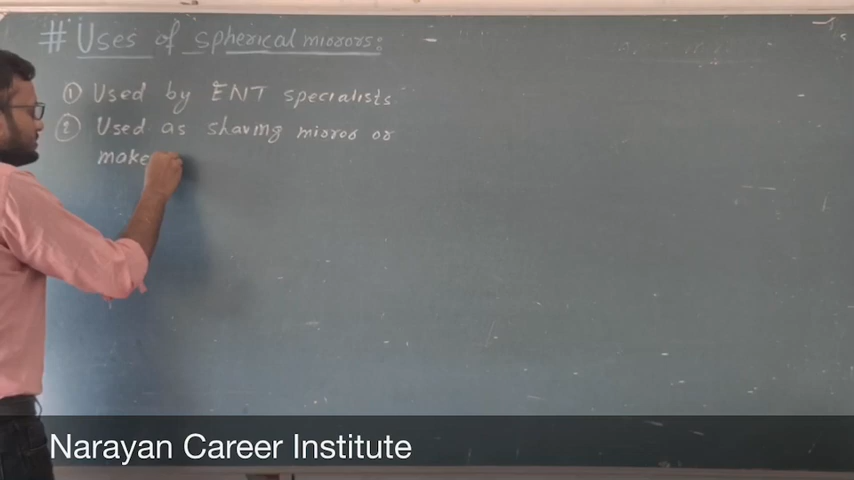 # Uses of spherical mirrors:
① Used by ENT specialists
② Used as shaving mirror or
make
Narayan Career Institute